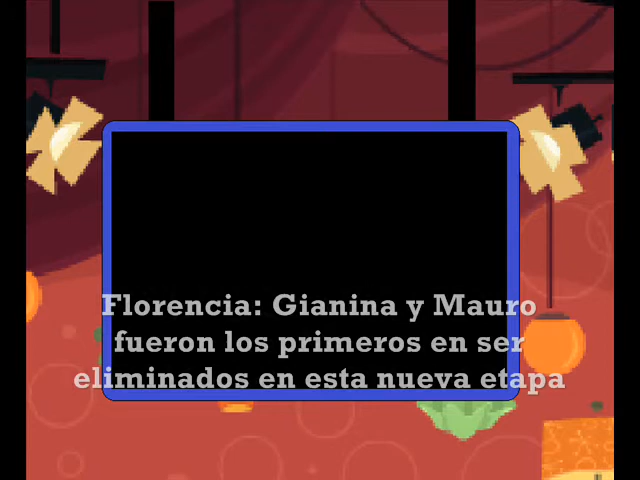 Florencia: Gianina y Mauro
fueron los primeros en ser
eliminados en esta nueva etapa